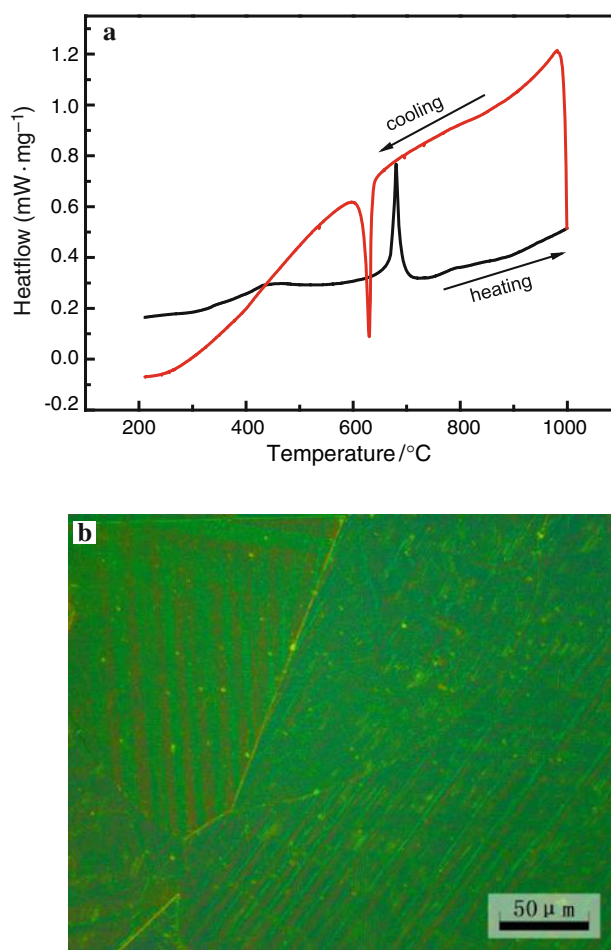 a
1.2
1.0
0.8
0.6
0.4
0.2
0.0
-0.2
Heatflow (mW·mg⁻¹)
cooling
heating
200 400 600 800 1000
Temperature/°C
b
50μm